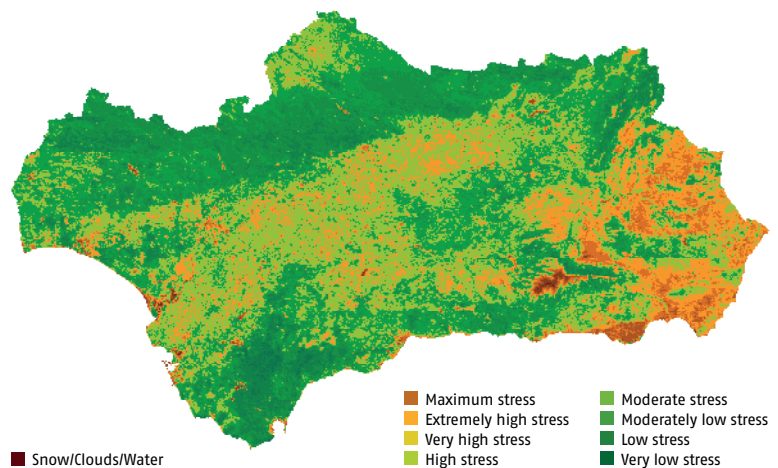 Maximum stress
Extremely high stress
Very high stress
High stress
Moderate stress
Moderately low stress
Low stress
Very low stress
Snow/Clouds/Water